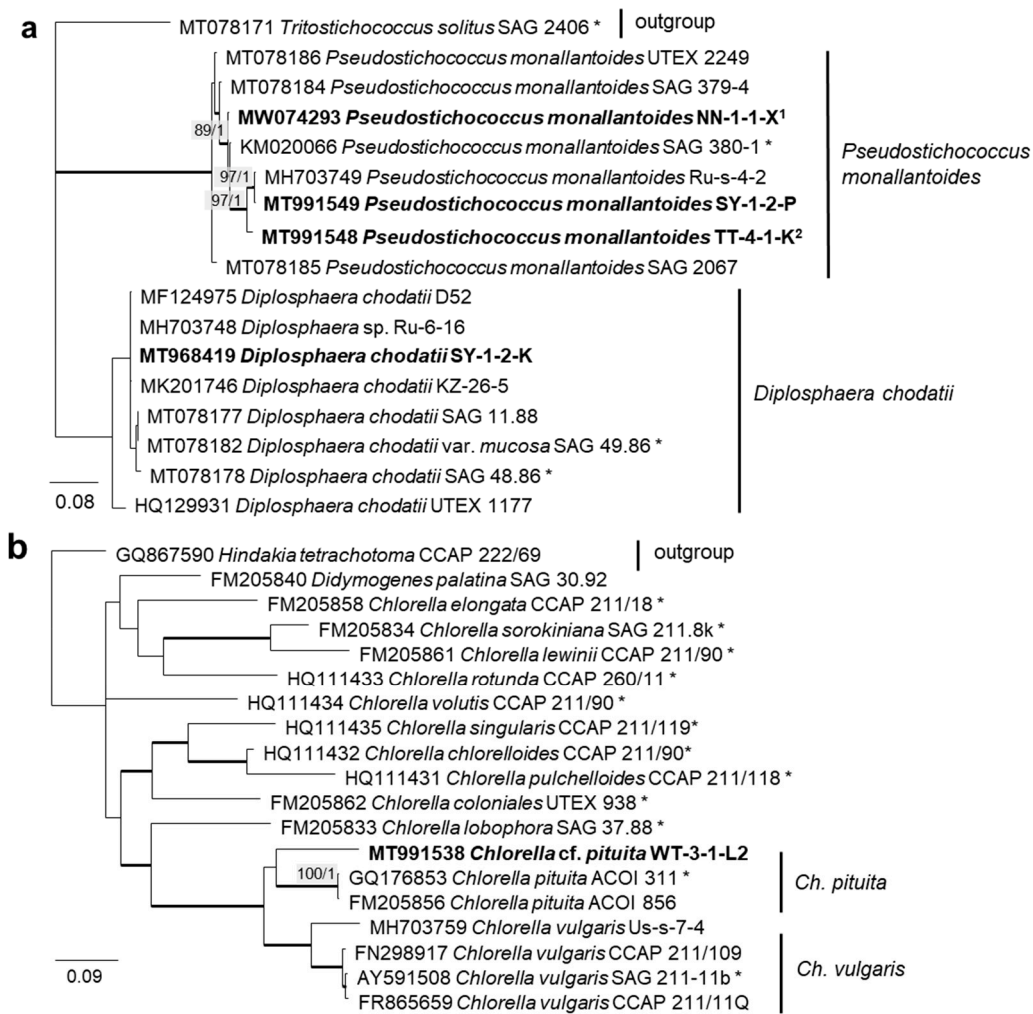 a
MT078171 Tritostichococcus solitus SAG 2406 *
outgroup
MT078186 Pseudostichococcus monallantoides UTEX 2249
MT078184 Pseudostichococcus monallantoides SAG 379-4
MW074293 Pseudostichococcus monallantoides NN-1-1-X¹
89/1
KM020066 Pseudostichococcus monallantoides SAG 380-1 *
Pseudostichococcus
monallantoides
97/1
MH703749 Pseudostichococcus monallantoides Ru-s-4-2
97/1
MT991549 Pseudostichococcus monallantoides SY-1-2-P
MT991548 Pseudostichococcus monallantoides TT-4-1-K²
MT078185 Pseudostichococcus monallantoides SAG 2067
MF124975 Diplosphaera chodatii D52
MH703748 Diplosphaera sp. Ru-6-16
MT968419 Diplosphaera chodatii SY-1-2-K
MK201746 Diplosphaera chodatii KZ-26-5
Diplosphaera chodatii
MT078177 Diplosphaera chodatii SAG 11.88
MT078182 Diplosphaera chodatii var. mucosa SAG 49.86 *
MT078178 Diplosphaera chodatii SAG 48.86 *
0.08
HQ129931 Diplosphaera chodatii UTEX 1177
b
GQ867590 Hindakia tetrachotoma CCAP 222/69
outgroup
FM205840 Didymogenes palatina SAG 30.92
FM205858 Chlorella elongata CCAP 211/18 *
FM205834 Chlorella sorokiniana SAG 211.8k *
FM205861 Chlorella lewinii CCAP 211/90 *
HQ111433 Chlorella rotunda CCAP 260/11 *
HQ111434 Chlorella volutis CCAP 211/90 *
HQ111435 Chlorella singularis CCAP 211/119*
HQ111432 Chlorella chlorelloides CCAP 211/90*
HQ111431 Chlorella pulchelloides CCAP 211/118 *
FM205862 Chlorella coloniales UTEX 938 *
FM205833 Chlorella lobophora SAG 37.88 *
MT991538 Chlorella cf. pituita WT-3-1-L2
100/1
GQ176853 Chlorella pituita ACOI 311 *
Ch. pituita
FM205856 Chlorella pituita ACOI 856
MH703759 Chlorella vulgaris Us-s-7-4
FN298917 Chlorella vulgaris CCAP 211/109
Ch. vulgaris
0.09
AY591508 Chlorella vulgaris SAG 211-11b *
FR865659 Chlorella vulgaris CCAP 211/11Q